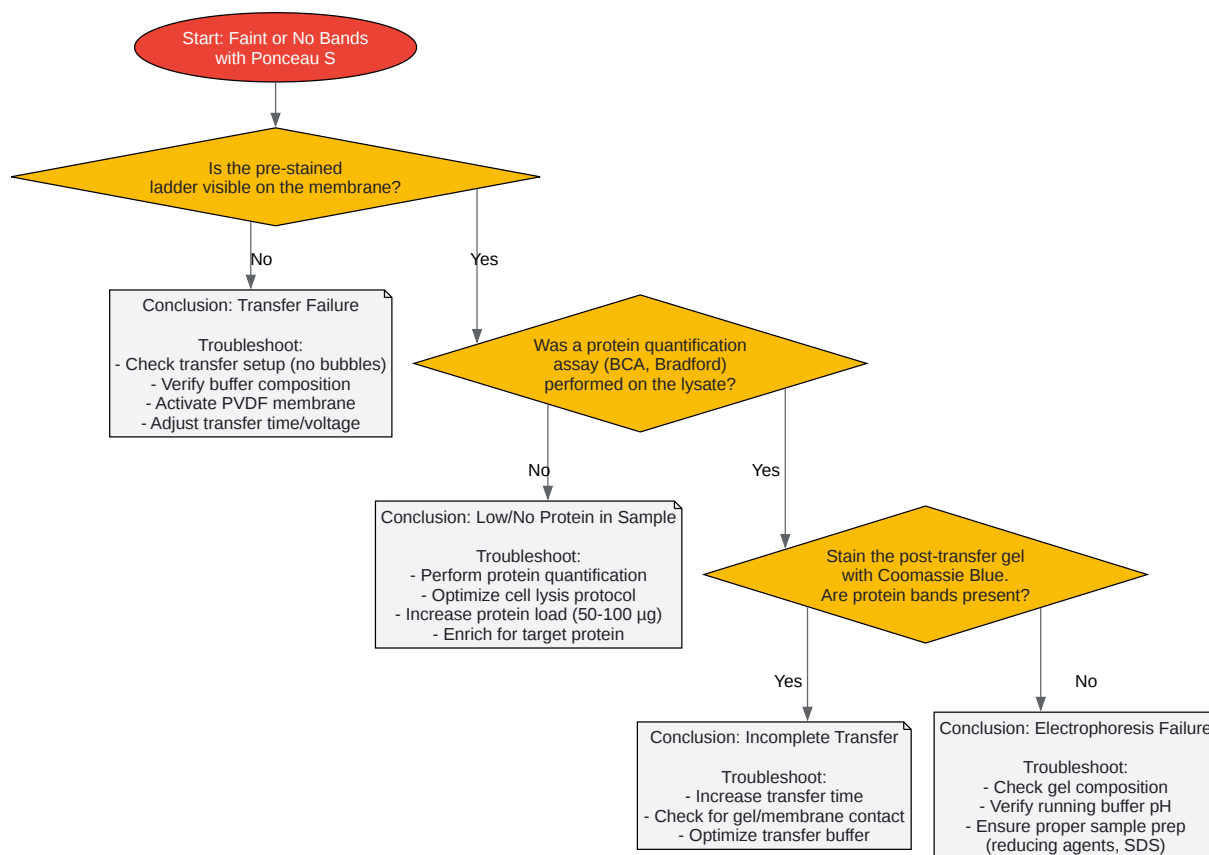 Start: Faint or No Bands
with Ponceau S
Is the pre-stained
ladder visible on the membrane?
No
Yes
Conclusion: Transfer Failure
Troubleshoot:
- Check transfer setup (no bubbles)
- Verify buffer composition
- Activate PVDF membrane
- Adjust transfer time/voltage
Was a protein quantification
assay (BCA, Bradford)
performed on the lysate?
No
Yes
Conclusion: Low/No Protein in Sample
Troubleshoot:
- Perform protein quantification
- Optimize cell lysis protocol
- Increase protein load (50-100 µg)
- Enrich for target protein
Stain the post-transfer gel
with Coomassie Blue.
Are protein bands present?
Yes
No
Conclusion: Incomplete Transfer
Troubleshoot:
- Increase transfer time
- Check for gel/membrane contact
- Optimize transfer buffer
Conclusion: Electrophoresis Failure
Troubleshoot:
- Check gel composition
- Verify running buffer pH
- Ensure proper sample prep
(reducing agents, SDS)